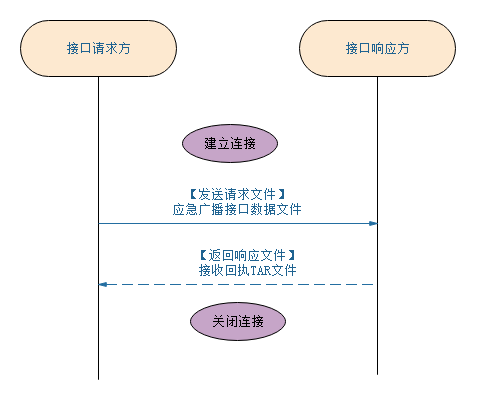 接口请求方
接口响应方
建立连接
【发送请求文件】
应急广播接口数据文件
【返回响应文件】
接收回执TAR文件
关闭连接